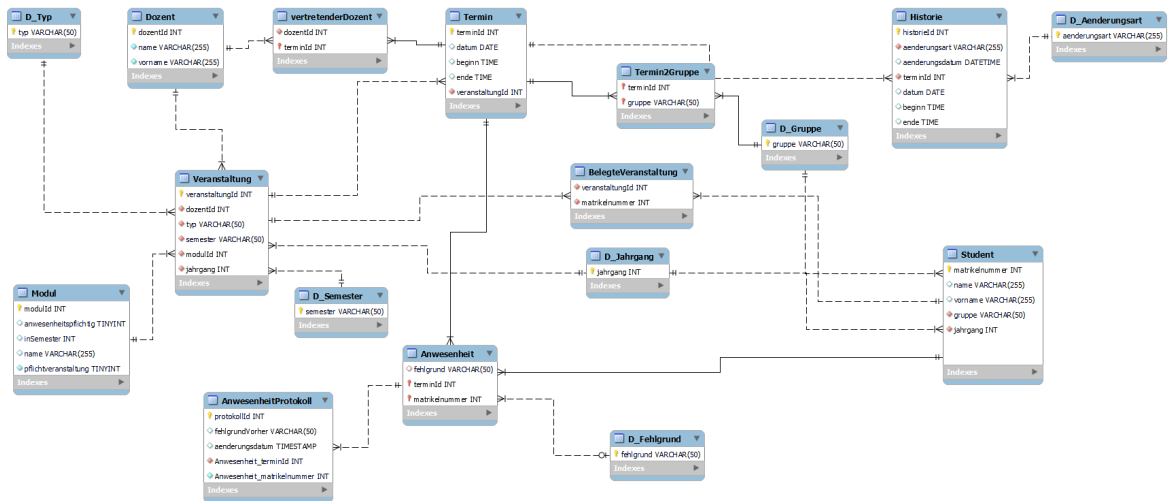 D_Typ
typ VARCHAR(50)
Indexes
Dozent
dozentId INT
name VARCHAR(255)
vorname VARCHAR(255)
Indexes
vertretenderDozent
dozentId INT
terminId INT
Indexes
Termin
terminId INT
datum DATE
beginn TIME
ende TIME
veranstaltungId INT
Indexes
Termin2Gruppe
terminId INT
gruppe VARCHAR(50)
Indexes
Historie
historieId INT
aenderungsart VARCHAR(255)
aenderungsdatum DATETIME
terminId INT
datum DATE
beginn TIME
ende TIME
Indexes
D_Aenderungsart
aenderungsart VARCHAR(255)
Indexes
D_Gruppe
gruppe VARCHAR(50)
Indexes
Veranstaltung
veranstaltungId INT
dozentId INT
typ VARCHAR(50)
semester VARCHAR(50)
modulId INT
jahrgang INT
Indexes
BelegteVeranstaltung
veranstaltungId INT
matrikelnummer INT
Indexes
D_Jahrgang
jahrgang INT
Indexes
Student
matrikelnummer INT
name VARCHAR(255)
vorname VARCHAR(255)
gruppe VARCHAR(50)
jahrgang INT
Indexes
Modul
modulId INT
anwesenheitspflichtig TINYINT
inSemester INT
name VARCHAR(255)
pflichtveranstaltung TINYINT
Indexes
D_Semester
semester VARCHAR(50)
Indexes
Anwesenheit
fehlgrund VARCHAR(50)
terminId INT
matrikelnummer INT
Indexes
AnwesenheitProtokoll
protokollId INT
fehlgrundVorher VARCHAR(50)
aenderungsdatum TIMESTAMP
Anwesenheit_terminId INT
Anwesenheit_matrikelnummer INT
Indexes
D_Fehlgrund
fehlgrund VARCHAR(50)
Indexes